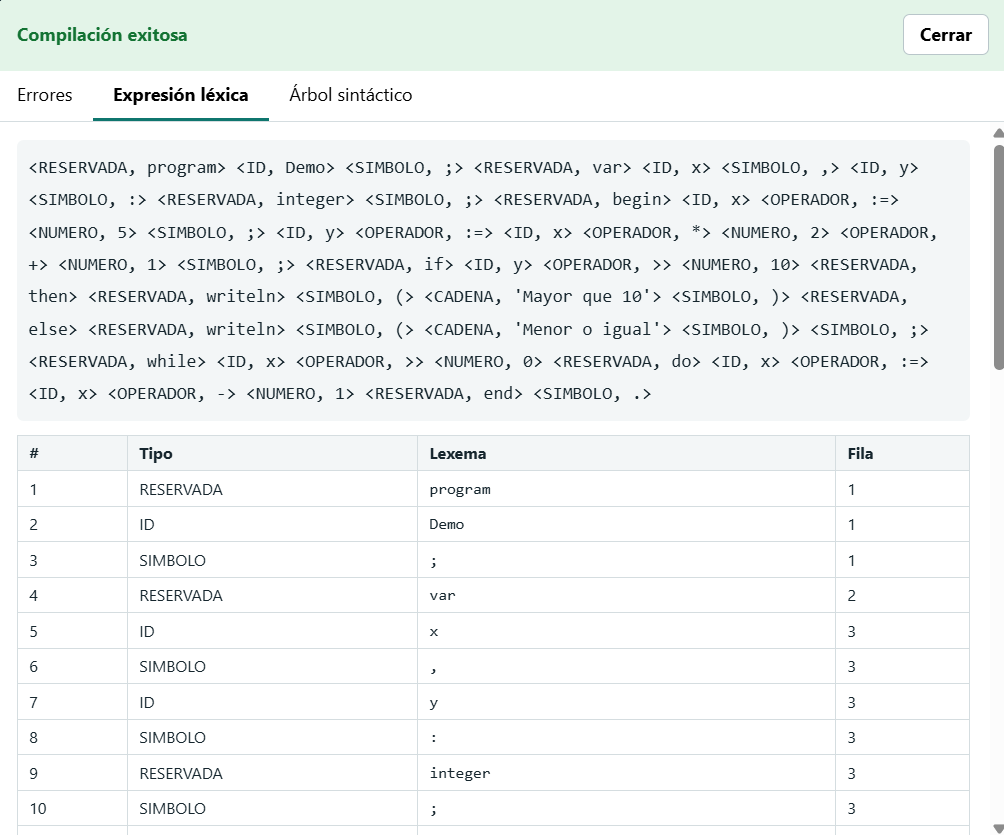 Compilación exitosa
Cerrar
Errores Expresión léxica Árbol sintáctico
<RESERVADA, program> <ID, Demo> <SIMBOLO, ;> <RESERVADA, var> <ID, x> <SIMBOLO, ,> <ID, y>
<SIMBOLO, :> <RESERVADA, integer> <SIMBOLO, ;> <RESERVADA, begin> <ID, x> <OPERADOR, :=>
<NUMERO, 5> <SIMBOLO, ;> <ID, y> <OPERADOR, :=> <ID, x> <OPERADOR, *> <NUMERO, 2> <OPERADOR,
+> <NUMERO, 1> <SIMBOLO, ;> <RESERVADA, if> <ID, y> <OPERADOR, >> <NUMERO, 10> <RESERVADA,
then> <RESERVADA, writeln> <SIMBOLO, (> <CADENA, 'Mayor que 10'> <SIMBOLO, )> <RESERVADA,
else> <RESERVADA, writeln> <SIMBOLO, (> <CADENA, 'Menor o igual'> <SIMBOLO, )> <SIMBOLO, ;>
<RESERVADA, while> <ID, x> <OPERADOR, >> <NUMERO, 0> <RESERVADA, do> <ID, x> <OPERADOR, :=>
<ID, x> <OPERADOR, -> <NUMERO, 1> <RESERVADA, end> <SIMBOLO, .>
# Tipo Lexema Fila
1 RESERVADA program 1
2 ID Demo 1
3 SIMBOLO ; 1
4 RESERVADA var 2
5 ID x 3
6 SIMBOLO , 3
7 ID y 3
8 SIMBOLO : 3
9 RESERVADA integer 3
10 SIMBOLO ; 3